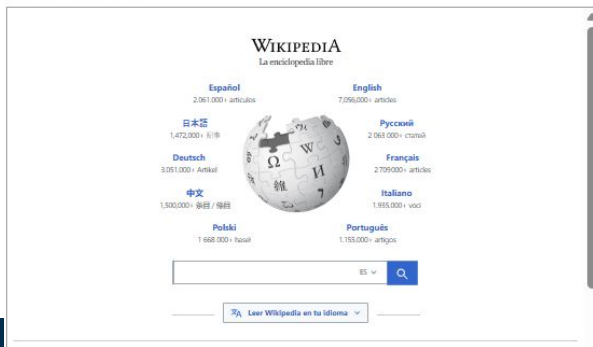 WIKIPEDIA
La enciclopedia libre
Español
2.061.000+ artículos
English
7,056,000+ articles
日本語
1,472,000+ 記事
Русский
2 063 000+ статей
Deutsch
3.051.000+ Artikel
Français
2 709 000+ articles
中文
1,500,000+ 条目 / 條目
Italiano
1.935.000+ voci
Polski
1 668 000+ haseł
Português
1.155.000+ artigos
Ω W И 維 7
ES
Leer Wikipedia en tu idioma